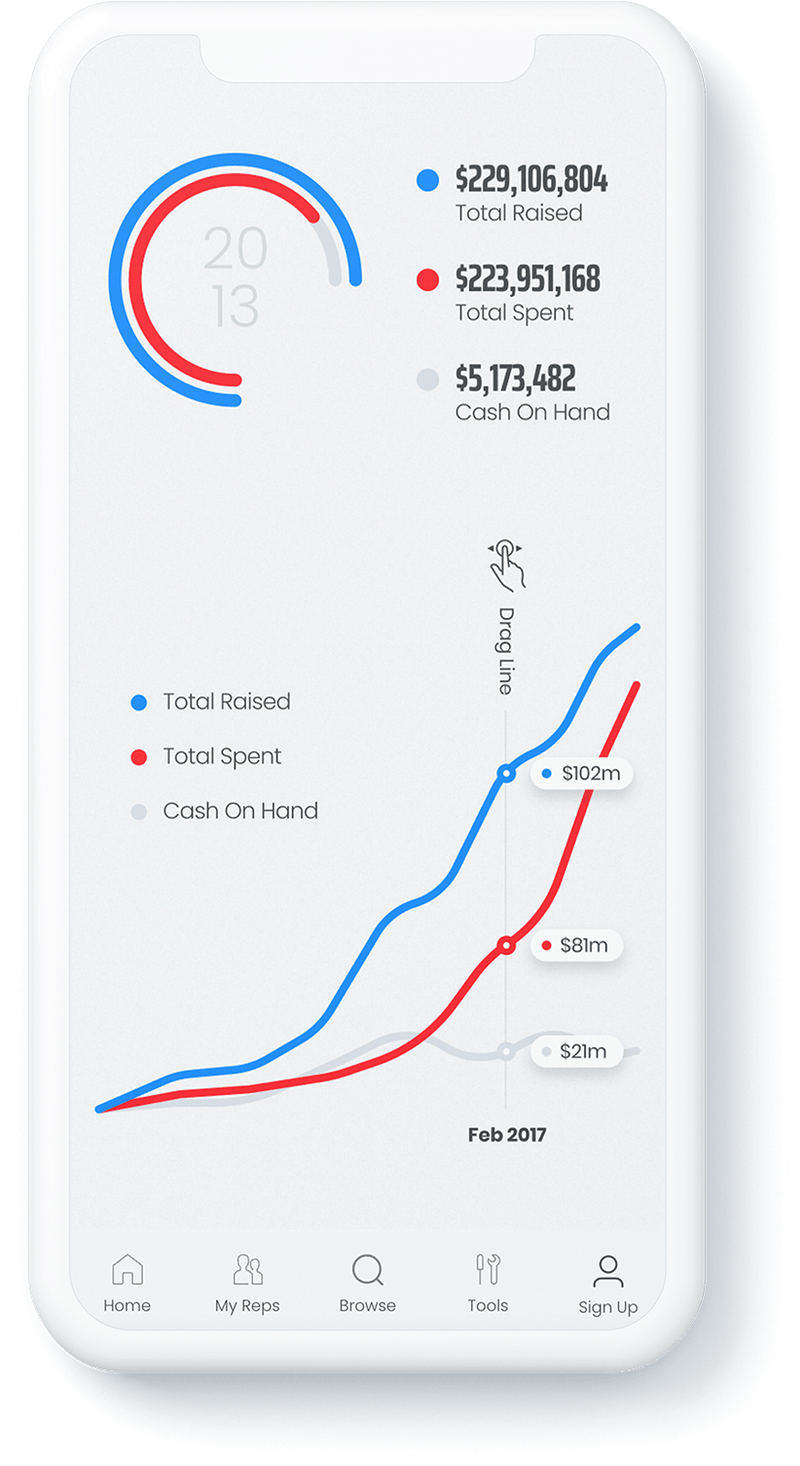 20
13
$229,106,804
Total Raised
$223,951,168
Total Spent
$5,173,482
Cash On Hand
Drag Line
Total Raised
Total Spent
Cash On Hand
$102m
$81m
$21m
Feb 2017
Home
My Reps
Browse
Tools
Sign Up